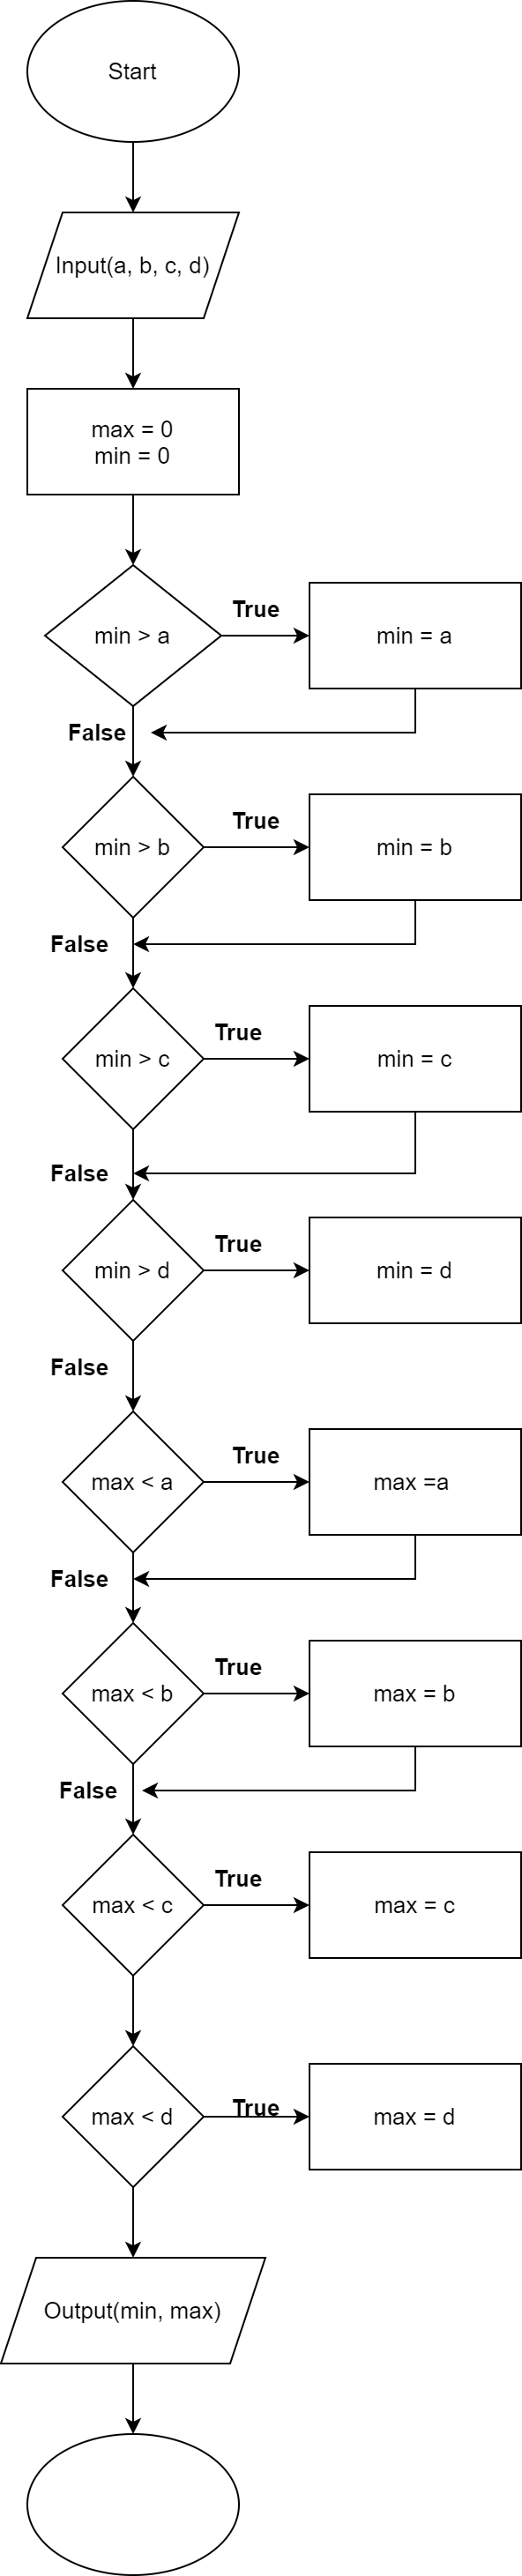 Start
Input(a, b, c, d)
max = 0
min = 0
min > a
True
min = a
False
min > b
True
min = b
False
min > c
True
min = c
False
min > d
True
min = d
False
max < a
True
max =a
False
max < b
True
max = b
False
max < c
True
max = c
max < d
True
max = d
Output(min, max)